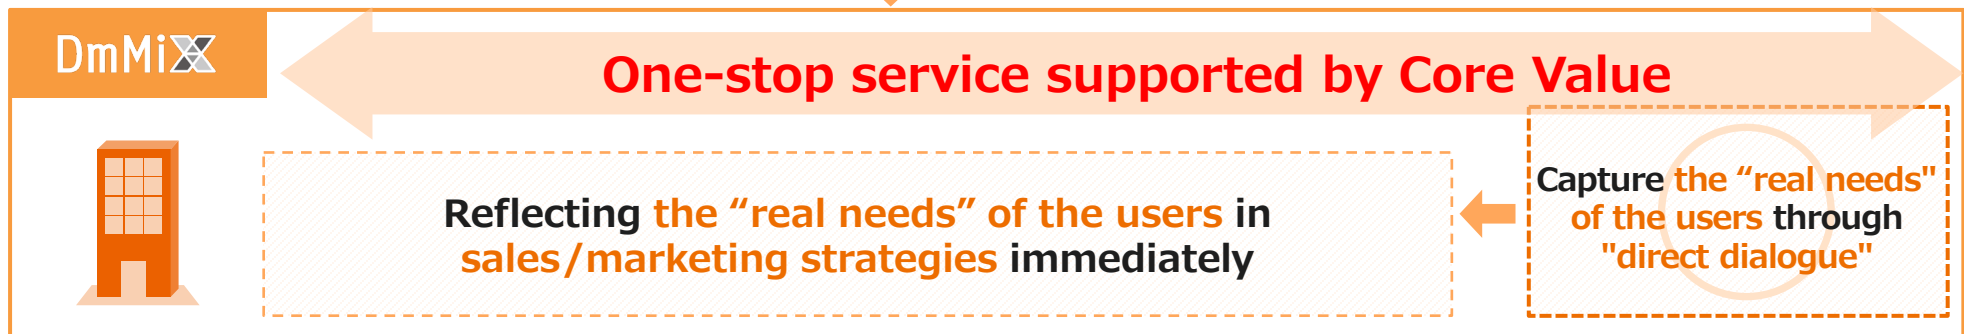 DmMiX
One-stop service supported by Core Value
Reflecting the “real needs” of the users in
sales/marketing strategies immediately
Capture the “real needs"
of the users through
"direct dialogue"